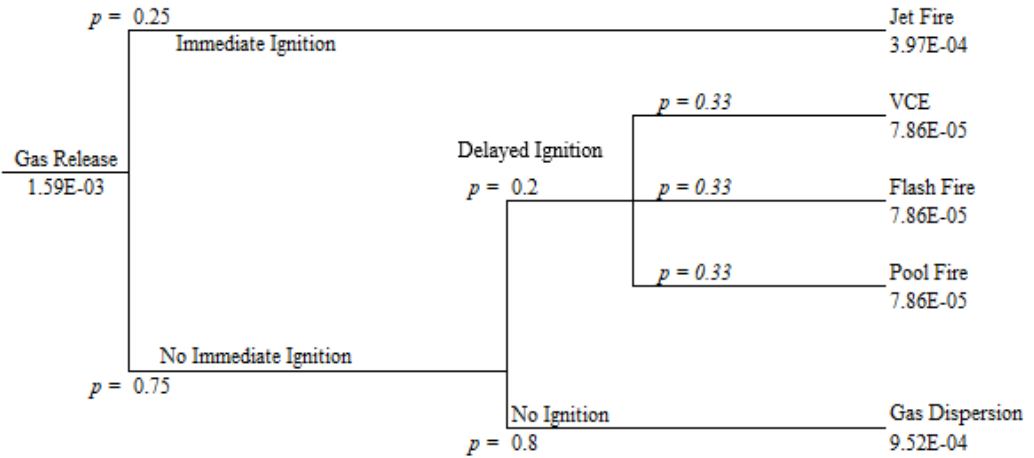 p = 0.25
Jet Fire
Immediate Ignition
3.97E-04
p = 0.33
VCE
7.86E-05
Delayed Ignition
Gas Release
1.59E-03
p = 0.2
p = 0.33
Flash Fire
7.86E-05
p = 0.33
Pool Fire
7.86E-05
No Immediate Ignition
p = 0.75
No Ignition
Gas Dispersion
p = 0.8
9.52E-04